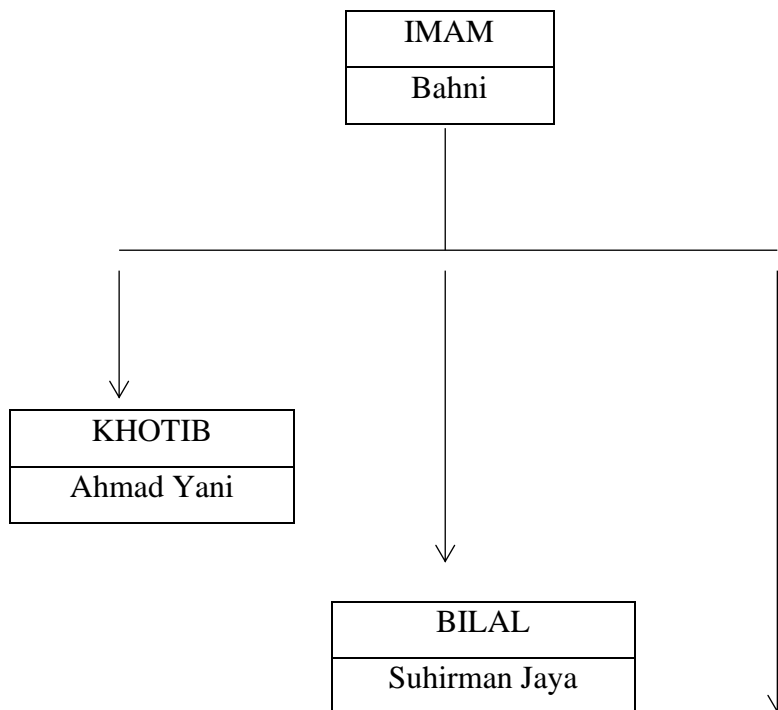 IMAM
Bahni
KHOTIB
Ahmad Yani
BILAL
Suhirman Jaya